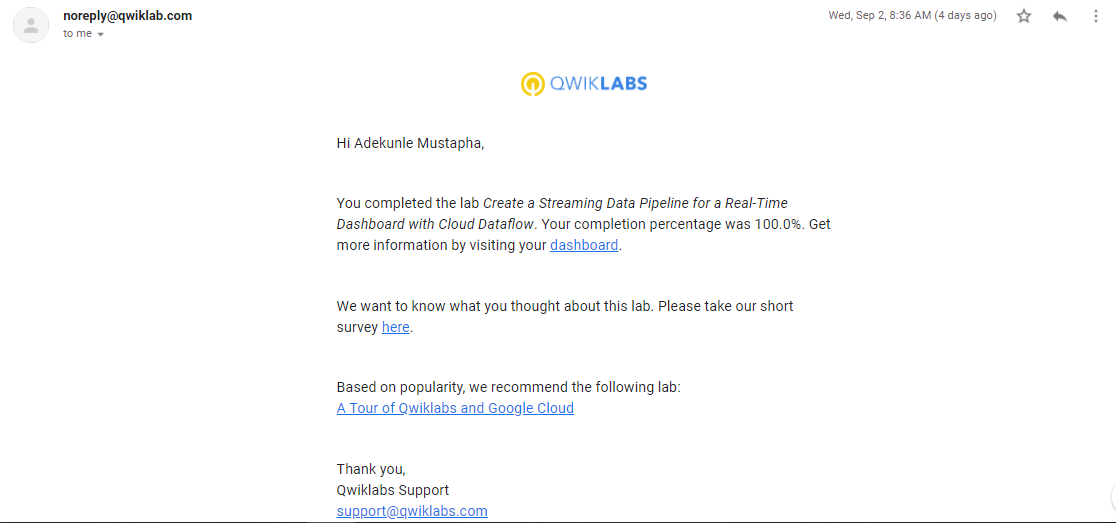 noreply@qwiklab.com
Wed, Sep 2, 8:36 AM (4 days ago)
to me
QWIKLABS
Hi Adekunle Mustapha,
You completed the lab Create a Streaming Data Pipeline for a Real-Time
Dashboard with Cloud Dataflow. Your completion percentage was 100.0%. Get
more information by visiting your dashboard.
We want to know what you thought about this lab. Please take our short
survey here.
Based on popularity, we recommend the following lab:
A Tour of Qwiklabs and Google Cloud
Thank you,
Qwiklabs Support
support@qwiklabs.com